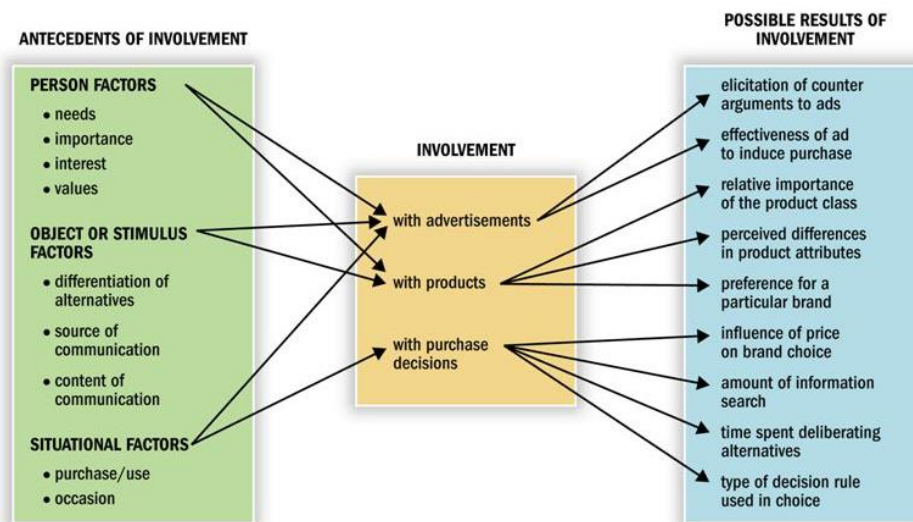 ANTECEDENTS OF INVOLVEMENT
PERSON FACTORS
• needs
• importance
• interest
• values
OBJECT OR STIMULUS
FACTORS
• differentiation of
alternatives
• source of
communication
• content of
communication
SITUATIONAL FACTORS
• purchase/use
• occasion
INVOLVEMENT
with advertisements
with products
with purchase
decisions
POSSIBLE RESULTS OF
INVOLVEMENT
elicitation of counter
arguments to ads
effectiveness of ad
to induce purchase
relative importance
of the product class
perceived differences
in product attributes
preference for a
particular brand
influence of price
on brand choice
amount of information
search
time spent deliberating
alternatives
type of decision rule
used in choice